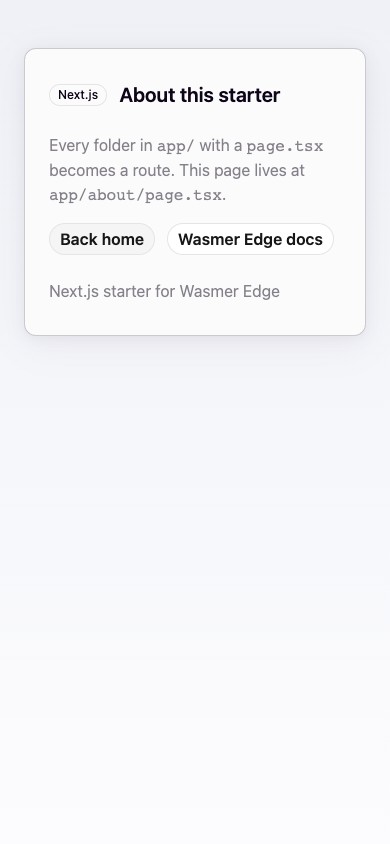 Next.js About this starter
Every folder in app/ with a page.tsx
becomes a route. This page lives at
app/about/page.tsx.
Back home Wasmer Edge docs
Next.js starter for Wasmer Edge